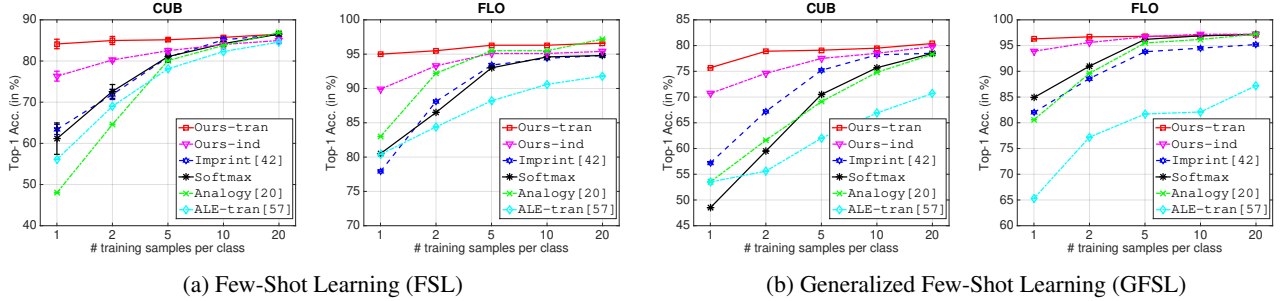 CUB
Top-1 Acc. (in %)
90
80
70
60
50
40
1 2 5 10 20
# training samples per class
Ours-tran
Ours-ind
Imprint[42]
Softmax
Analogy[20]
ALE-tran[57]
FLO
Top-1 Acc. (in %)
100
95
90
85
80
75
70
1 2 5 10 20
# training samples per class
Ours-tran
Ours-ind
Imprint[42]
Softmax
Analogy[20]
ALE-tran[57]
(a) Few-Shot Learning (FSL)
CUB
Top-1 Acc. (in %)
85
80
75
70
65
60
55
50
45
1 2 5 10 20
# training samples per class
Ours-tran
Ours-ind
Imprint[42]
Softmax
Analogy[20]
ALE-tran[57]
FLO
Top-1 Acc. (in %)
100
95
90
85
80
75
70
65
60
1 2 5 10 20
# training samples per class
Ours-tran
Ours-ind
Imprint[42]
Softmax
Analogy[20]
ALE-tran[57]
(b) Generalized Few-Shot Learning (GFSL)